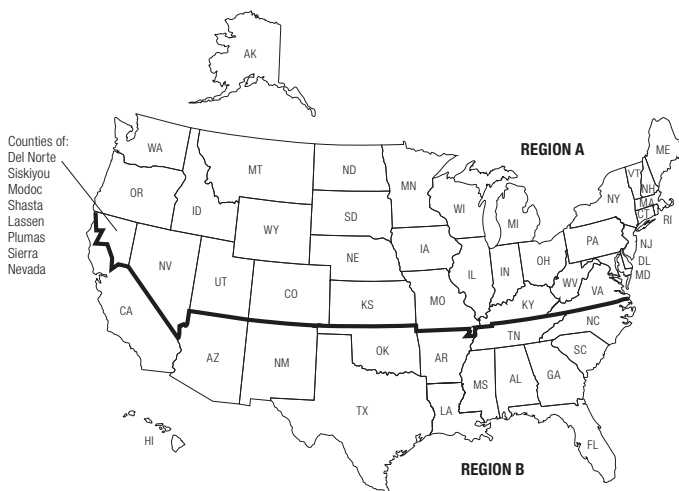 AK
REGION A
Counties of:
Del Norte
Siskiyou
Modoc
Shasta
Lassen
Plumas
Sierra
Nevada
WA
MT
ND
MN
ME
VT
NH
OR
ID
SD
WI
MI
NY
MA
CT
RI
WY
IA
PA
NJ
NE
IL
IN
OH
DL
MD
NV
UT
CO
KS
MO
KY
WV
VA
CA
TN
NC
AZ
NM
OK
AR
SC
TX
LA
MS
AL
GA
HI
FL
REGION B